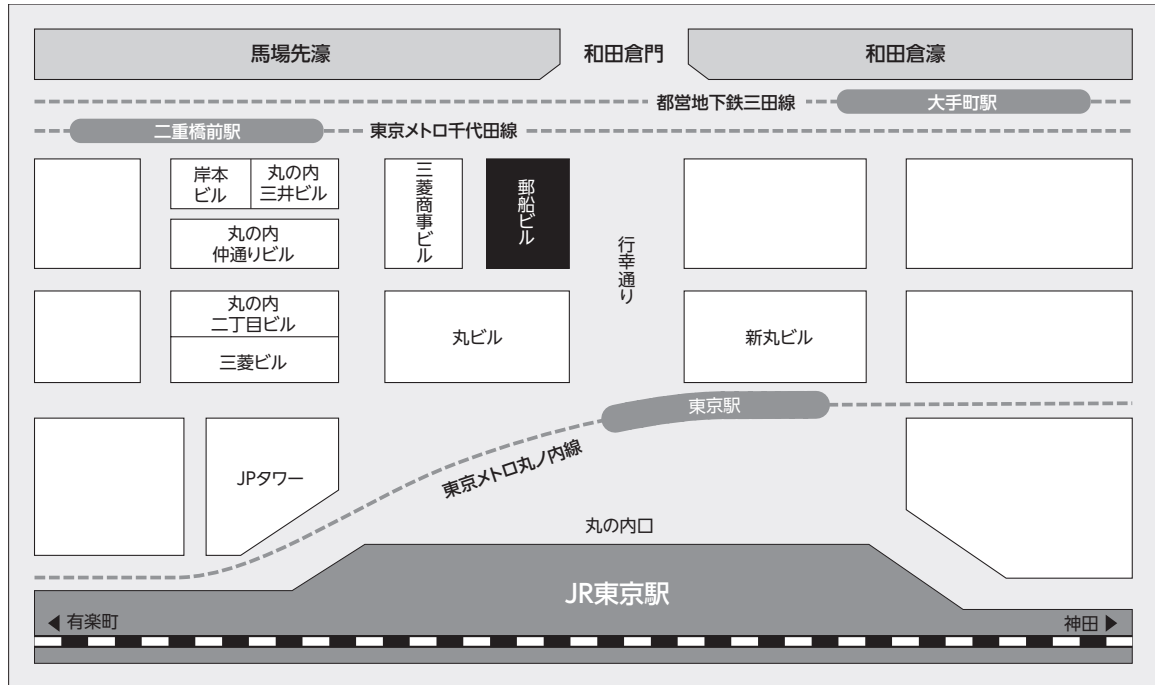 馬場先濠
和田倉門
和田倉濠
都営地下鉄三田線
大手町駅
二重橋前駅
東京メトロ千代田線
岸本
ビル
丸の内
三井ビル
三菱商事ビル
郵船ビル
丸の内
仲通りビル
行幸通り
丸の内
二丁目ビル
三菱ビル
丸ビル
新丸ビル
東京駅
東京メトロ丸ノ内線
JPタワー
丸の内口
JR東京駅
◀有楽町
神田▶